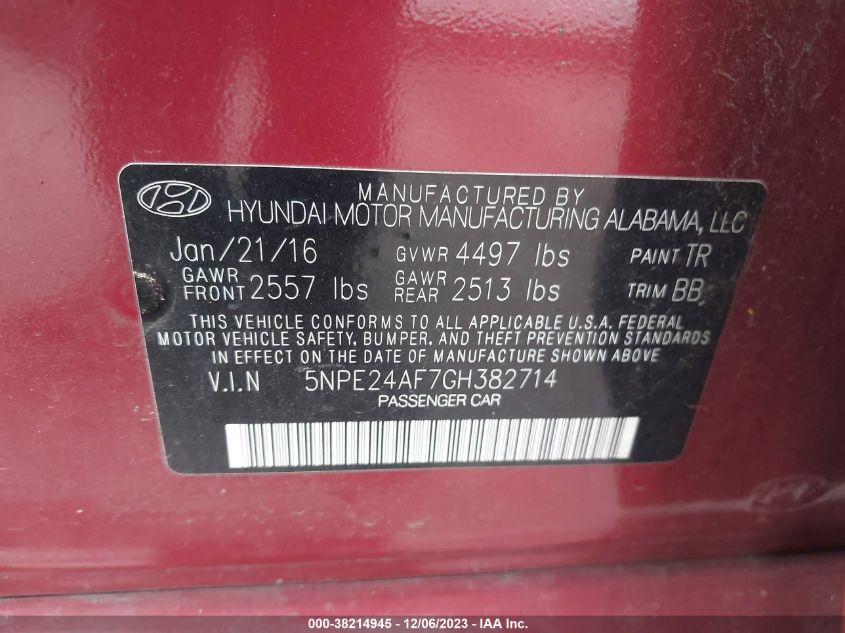 MANUFACTURED BY
HYUNDAI MOTOR MANUFACTURING ALABAMA, LLC
Jan/21/16 GVWR 4497 lbs PAINT TR
GAWR FRONT 2557 lbs GAWR REAR 2513 lbs TRIM BB
THIS VEHICLE CONFORMS TO ALL APPLICABLE U.S.A. FEDERAL
MOTOR VEHICLE SAFETY, BUMPER, AND THEFT PREVENTION STANDARDS
IN EFFECT ON THE DATE OF MANUFACTURE SHOWN ABOVE
V.I.N 5NPE24AF7GH382714
PASSENGER CAR
000-38214945 - 12/06/2023 - IAA Inc.